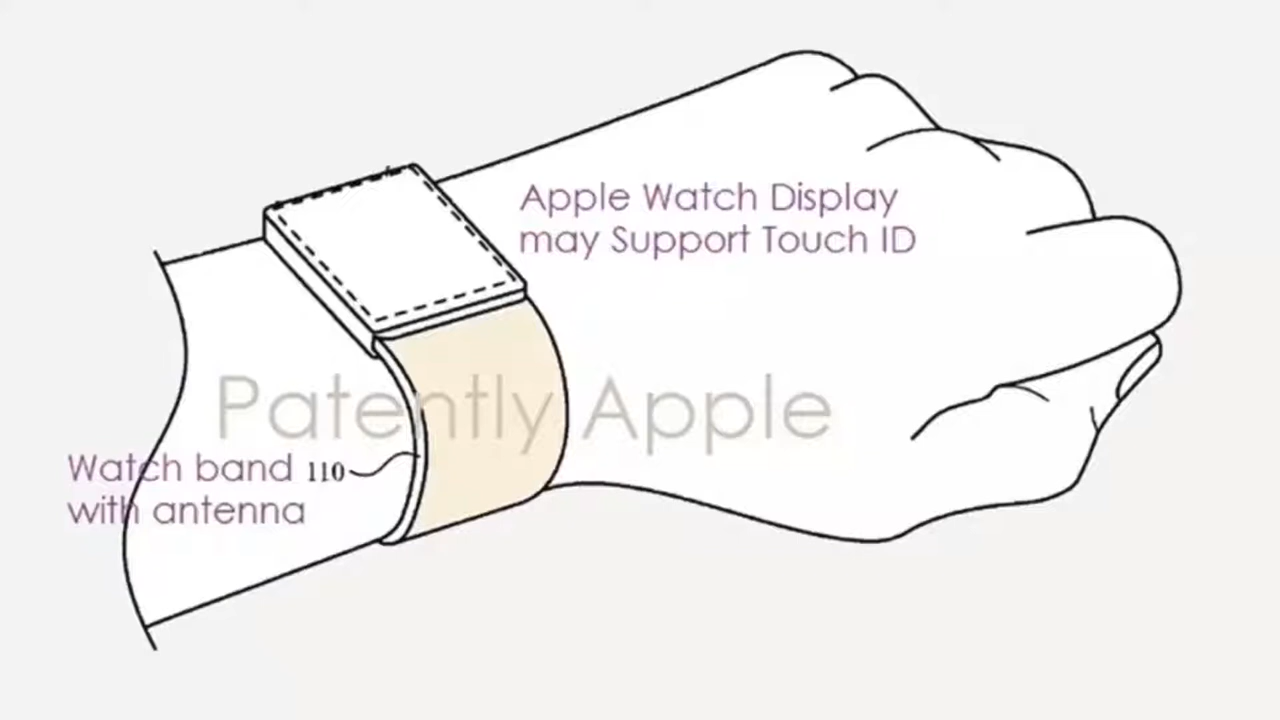 Apple Watch Display
may Support Touch ID
Patently Apple
Watch band 110
with antenna